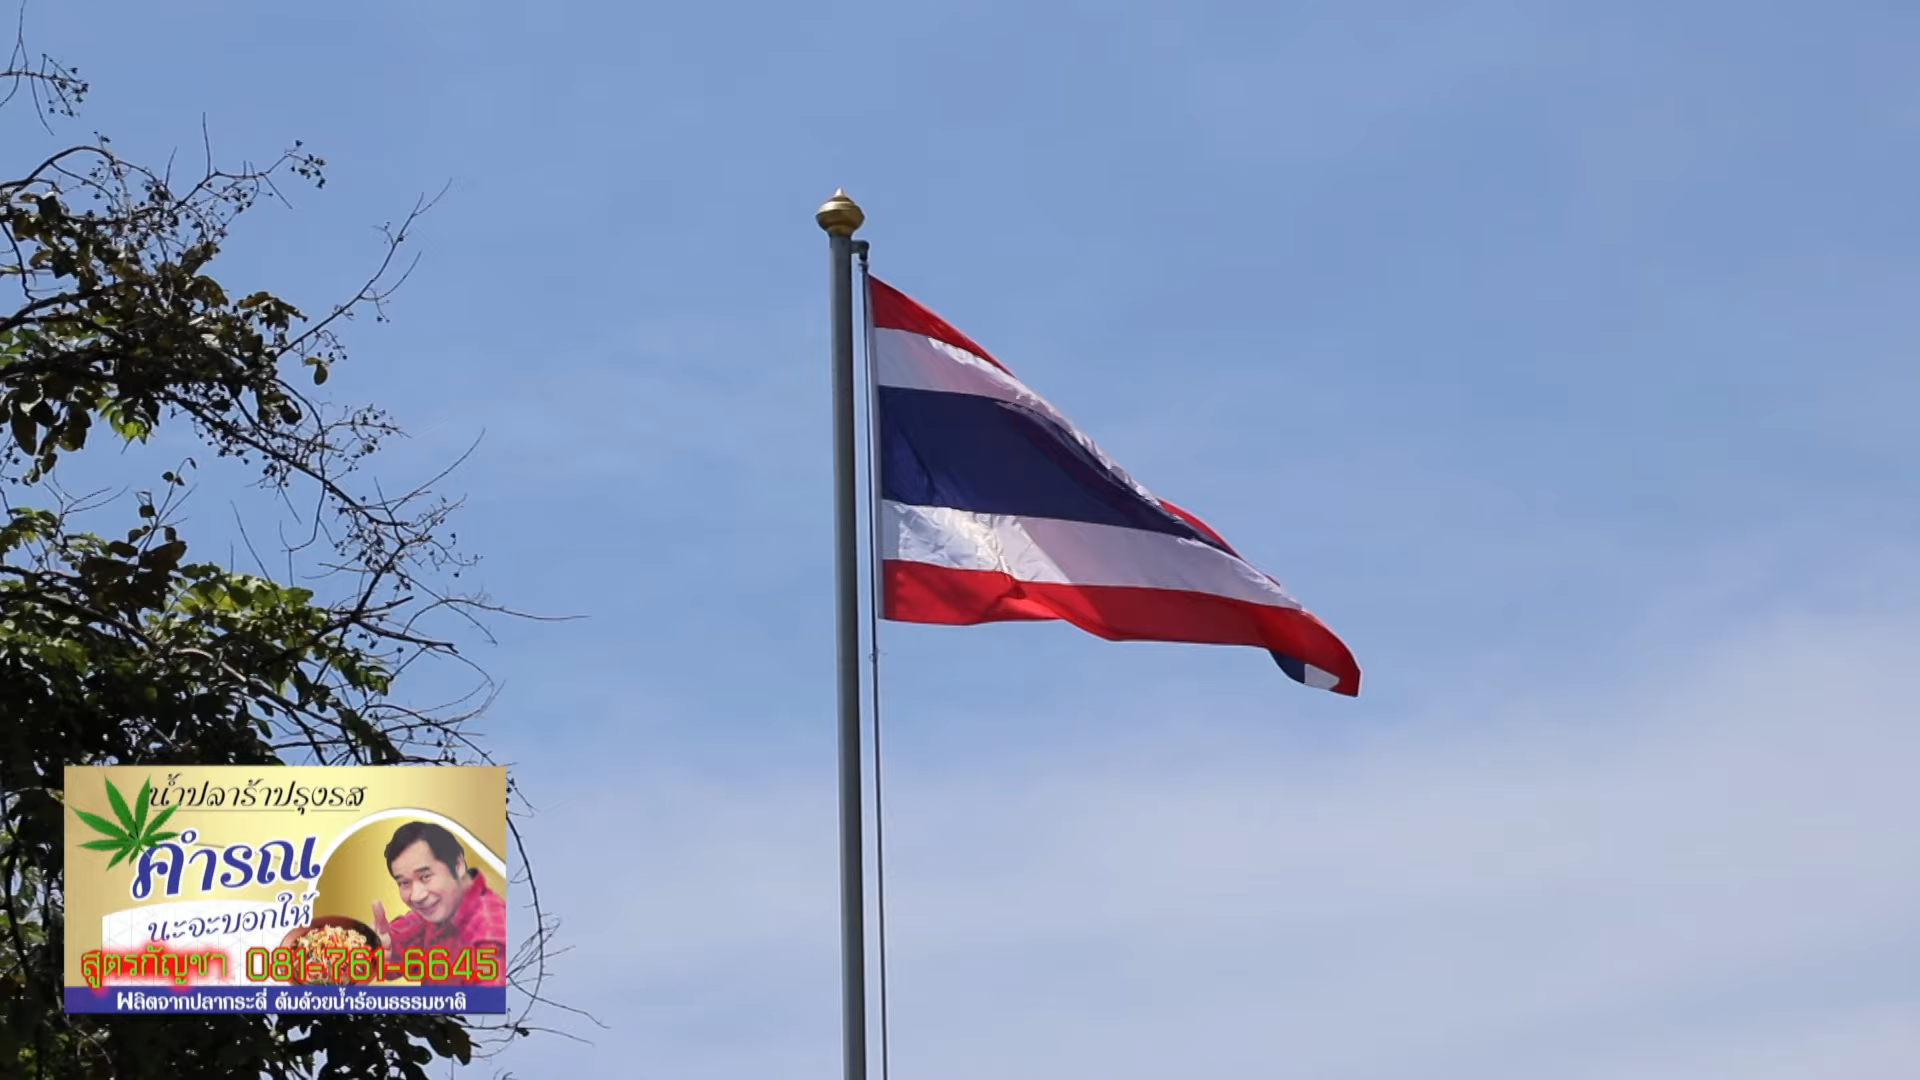 น้ำปลาร้าปรุงรส
คำรณ
นะจะบอกให้
สูตรกัญชา 081-761-6645
ผลิตจากปลากระดี่ ต้มด้วยน้ำร้อนธรรมชาติ